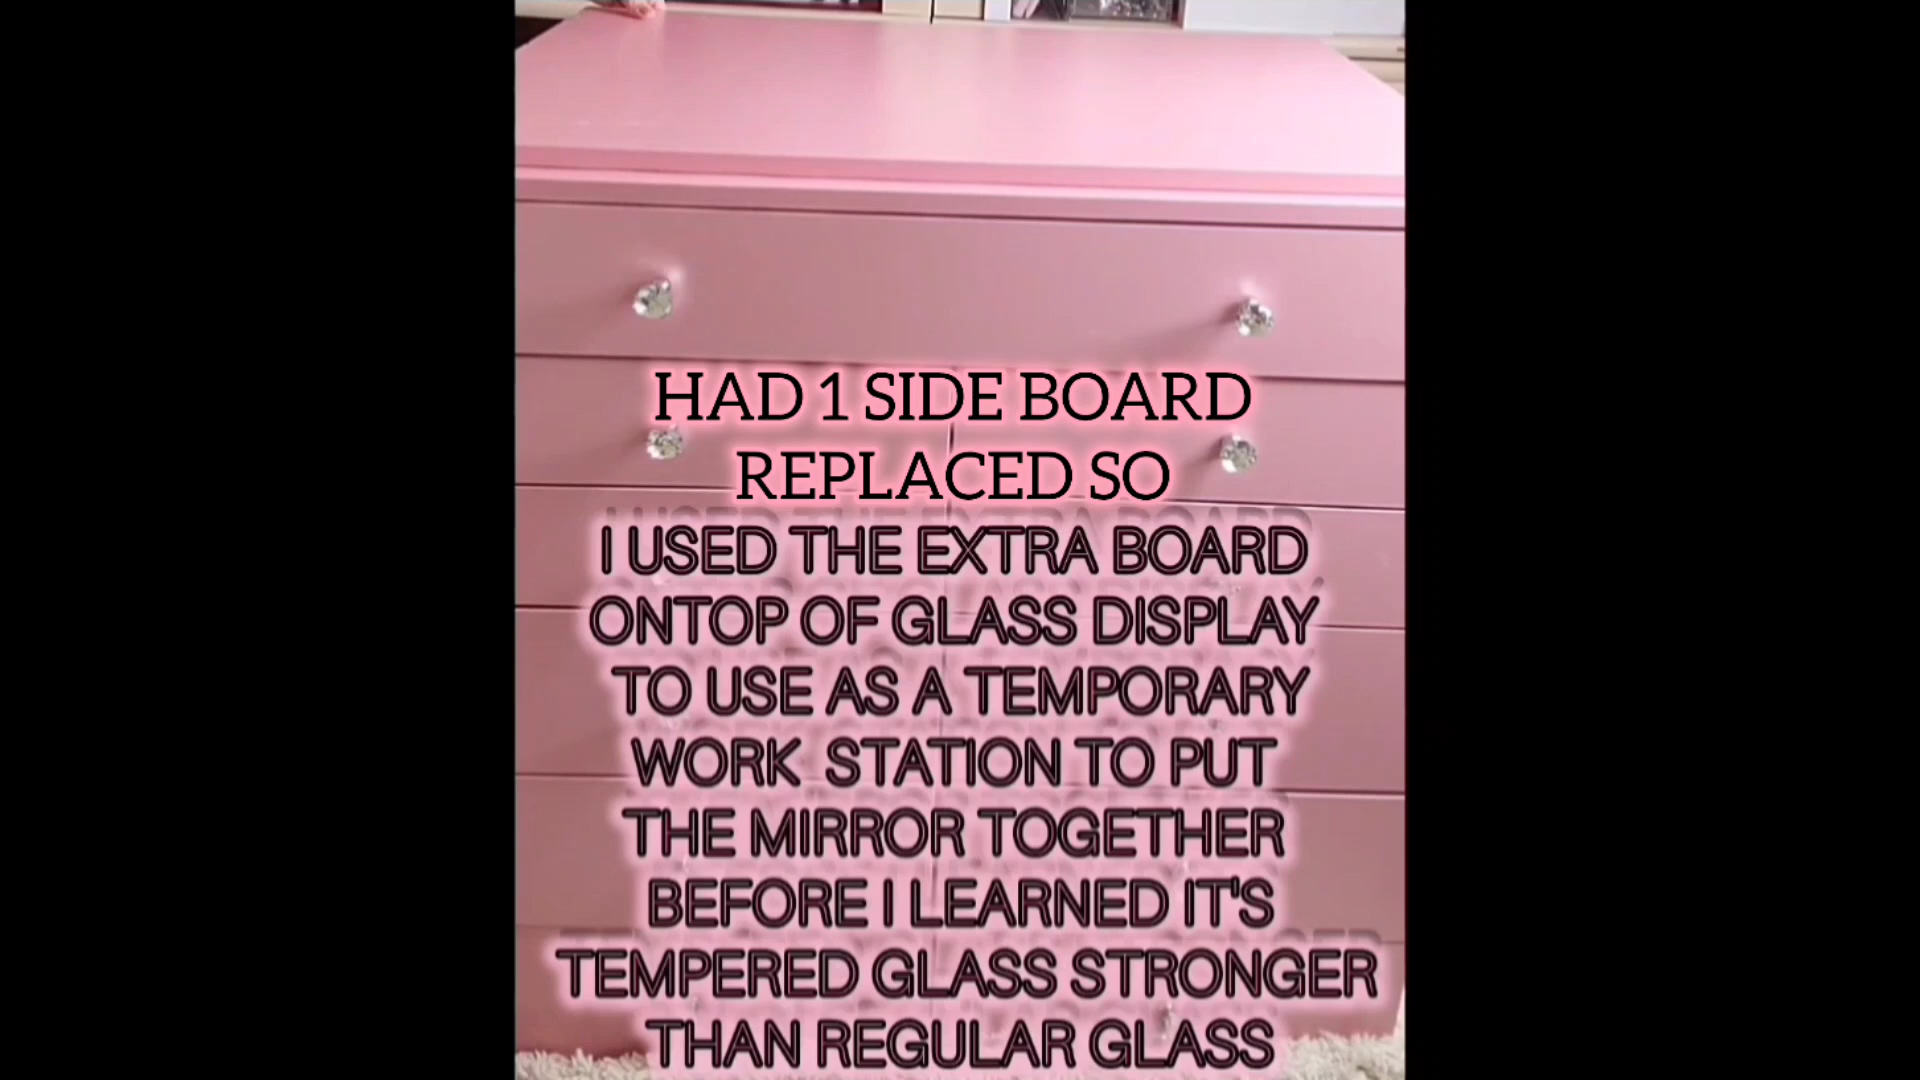 HAD 1 SIDE BOARD
REPLACED SO
I USED THE EXTRA BOARD
ONTOP OF GLASS DISPLAY
TO USE AS A TEMPORARY
WORK STATION TO PUT
THE MIRROR TOGETHER
BEFORE I LEARNED IT'S
TEMPERED GLASS STRONGER
THAN REGULAR GLASS